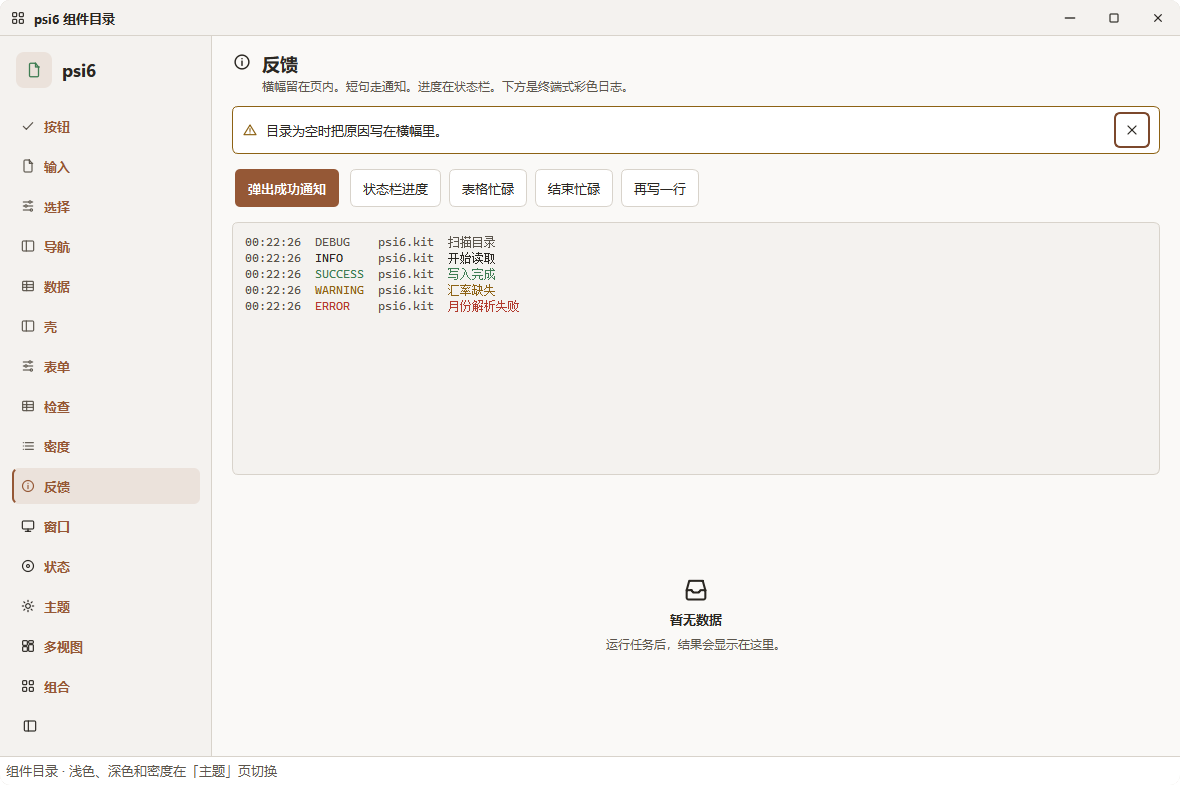 psi6 组件目录
psi6
按钮
输入
选择
导航
数据
壳
表单
检查
密度
反馈
窗口
状态
主题
多视图
组合
反馈
横幅留在页内。短句走通知。进度在状态栏。下方是终端式彩色日志。
目录为空时把原因写在横幅里。
弹出成功通知 状态栏进度 表格忙碌 结束忙碌 再写一行
00:22:26 DEBUG psi6.kit 扫描目录
00:22:26 INFO psi6.kit 开始读取
00:22:26 SUCCESS psi6.kit 写入完成
00:22:26 WARNING psi6.kit 汇率缺失
00:22:26 ERROR psi6.kit 月份解析失败
暂无数据
运行任务后，结果会显示在这里。
组件目录 · 浅色、深色和密度在「主题」页切换